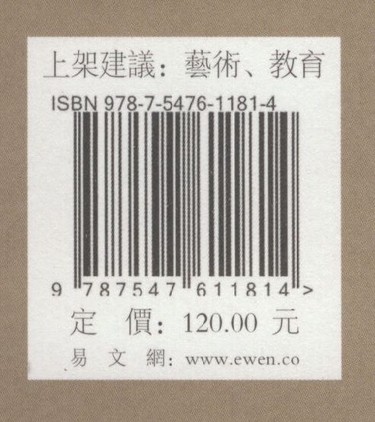 上架建議：藝術、教育
ISBN 978-7-5476-1181-4
9 787547 611814 >
定 價：120.00 元
易 文 網：www.ewen.co